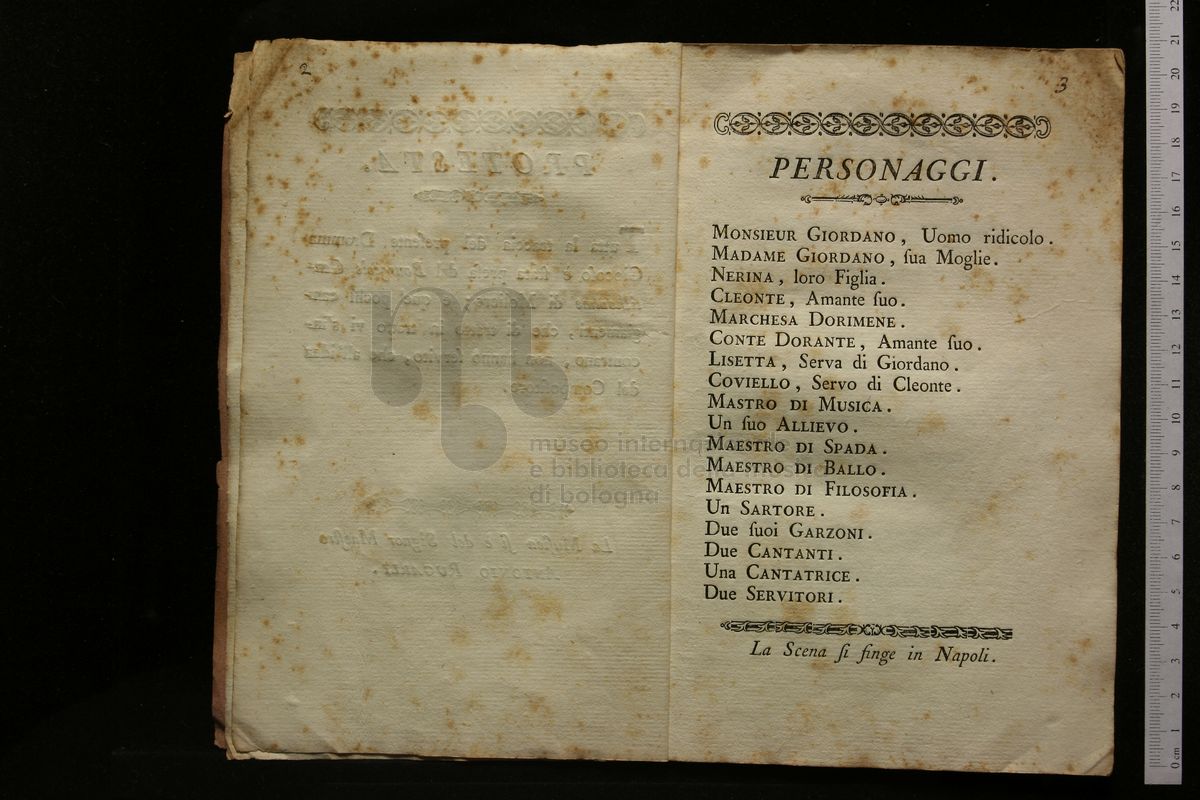 2
3
PERSONAGGI.
MONSIEUR GIORDANO, Uomo ridicolo.
MADAME GIORDANO, ſua Moglie.
NERINA, loro Figlia.
CLEONTE, Amante ſuo.
MARCHESA DORIMENE.
CONTE DORANTE, Amante ſuo.
LISETTA, Serva di Giordano.
COVIELLO, Servo di Cleonte.
MASTRO DI MUSICA.
Un ſuo ALLIEVO.
MAESTRO DI SPADA.
MAESTRO DI BALLO.
MAESTRO DI FILOSOFIA.
Un SARTORE.
Due ſuoi GARZONI.
Due CANTANTI.
Una CANTATRICE.
Due SERVITORI.
La Scena ſi finge in Napoli.
museo internazionale
e biblioteca della musica
di bologna